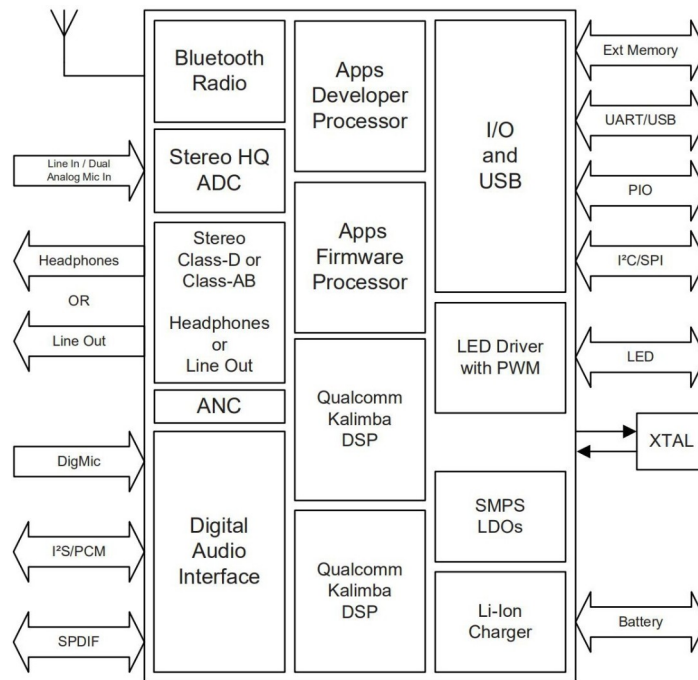 Bluetooth
Radio
Apps
Developer
Processor
I/O
and
USB
Ext Memory
UART/USB
PIO
I²C/SPI
Line In / Dual
Analog Mic In
Stereo HQ
ADC
Headphones
OR
Line Out
Stereo
Class-D or
Class-AB
Headphones
or
Line Out
Apps
Firmware
Processor
LED Driver
with PWM
LED
ANC
Qualcomm
Kalimba
DSP
XTAL
DigMic
I²S/PCM
SPDIF
Digital
Audio
Interface
Qualcomm
Kalimba
DSP
SMPS
LDOs
Li-Ion
Charger
Battery